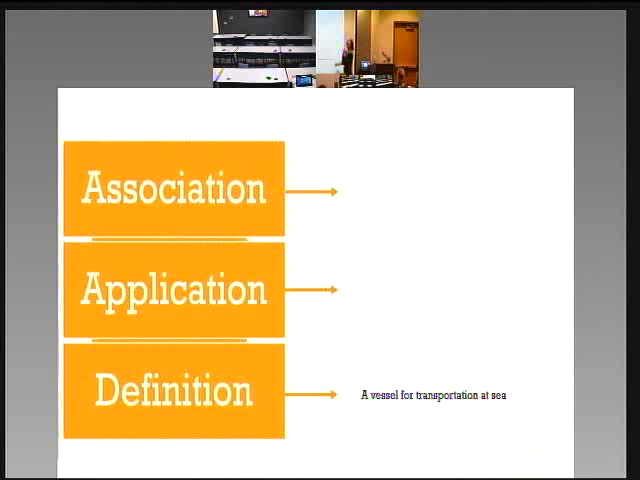 Association
Application
Definition
A vessel for transportation at sea